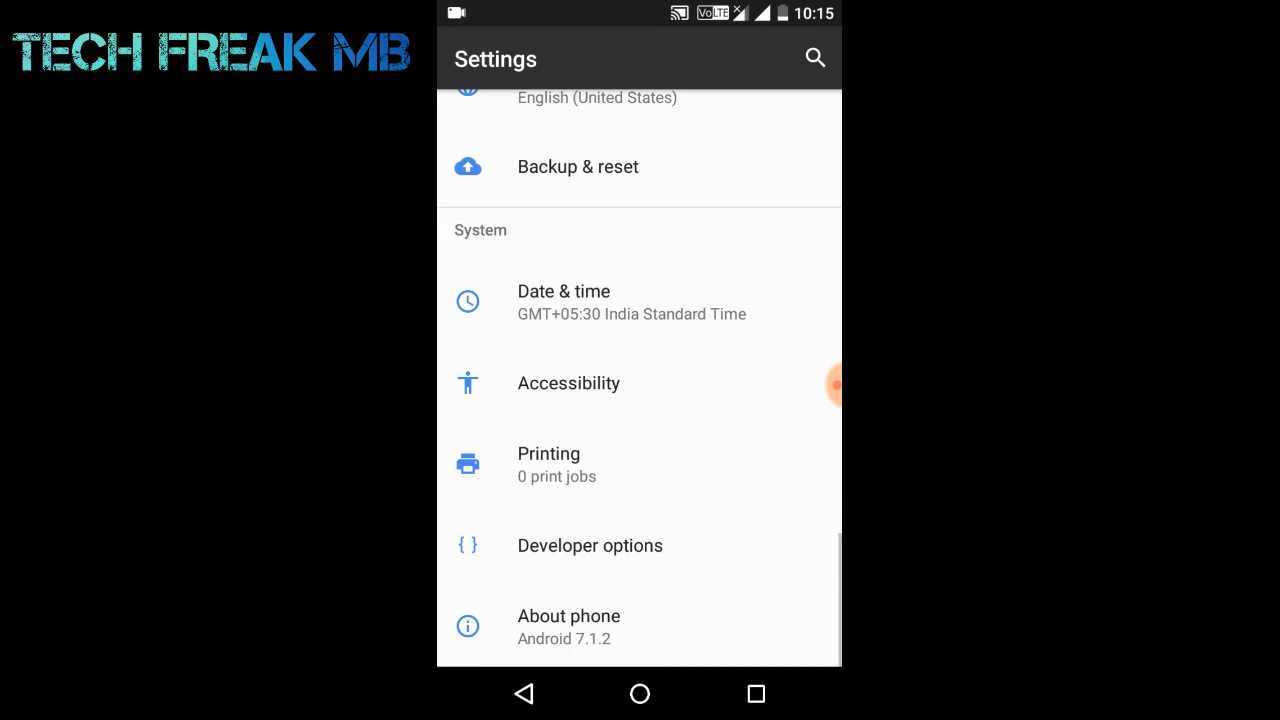 TECH FREAK MB
VoLTE
10:15
Settings
English (United States)
Backup & reset
System
Date & time
GMT+05:30 India Standard Time
Accessibility
Printing
0 print jobs
{ } Developer options
About phone
Android 7.1.2